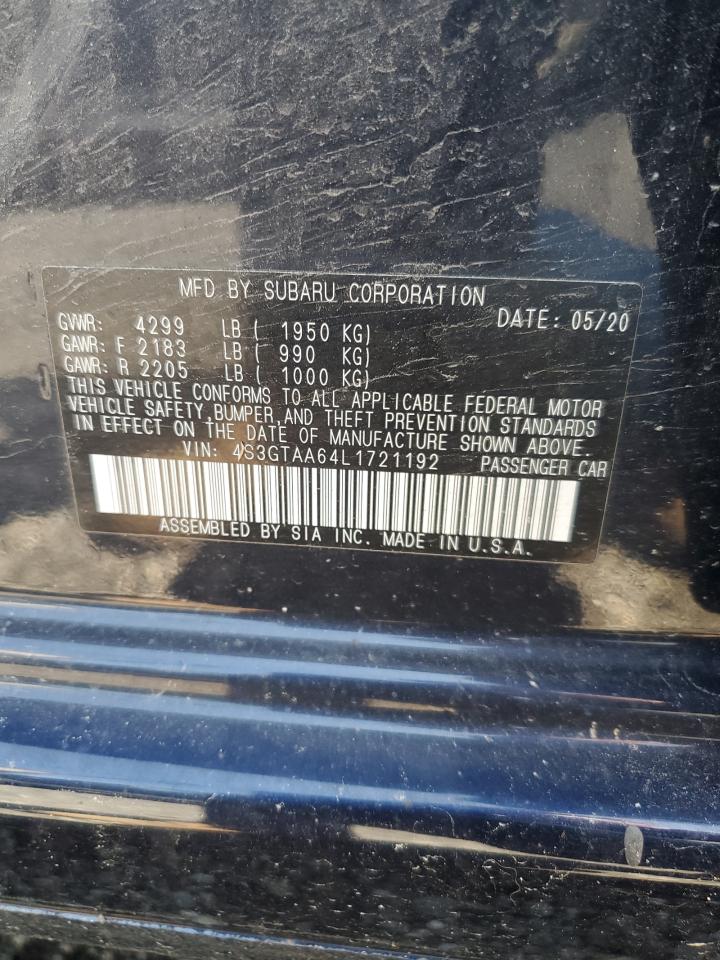 MFD BY SUBARU CORPORATION
DATE: 05/20
GVWR: 4299 LB ( 1950 KG)
GAWR: F 2183 LB ( 990 KG)
GAWR: R 2205 LB ( 1000 KG)
THIS VEHICLE CONFORMS TO ALL APPLICABLE FEDERAL MOTOR
VEHICLE SAFETY, BUMPER, AND THEFT PREVENTION STANDARDS
IN EFFECT ON THE DATE OF MANUFACTURE SHOWN ABOVE.
VIN: 4S3GTAA64L1721192 PASSENGER CAR
ASSEMBLED BY SIA INC. MADE IN U.S.A.